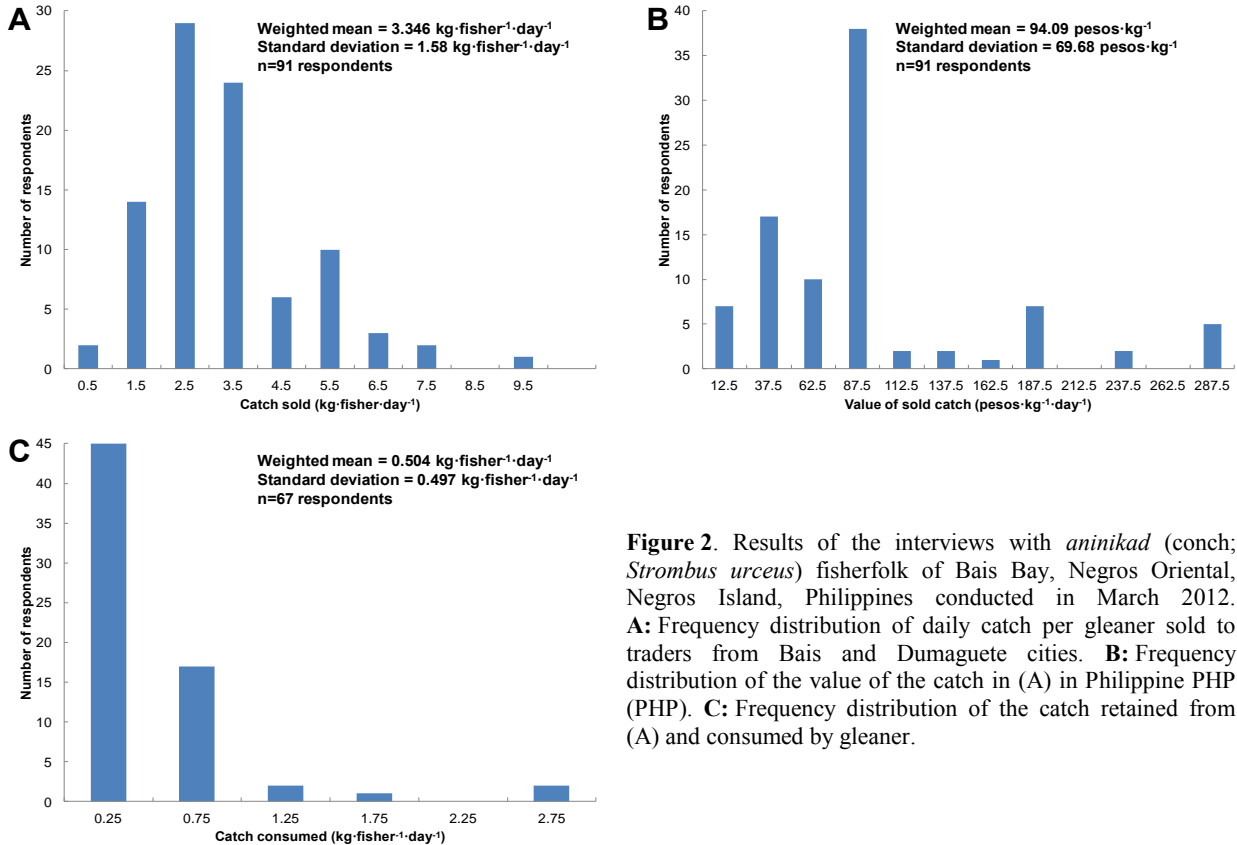 A
Weighted mean = 3.346 kg·fisher⁻¹·day⁻¹
Standard deviation = 1.58 kg·fisher⁻¹·day⁻¹
n=91 respondents
Number of respondents
30
25
20
15
10
5
0
0.5 1.5 2.5 3.5 4.5 5.5 6.5 7.5 8.5 9.5
Catch sold (kg·fisher·day⁻¹)
B
Weighted mean = 94.09 pesos·kg⁻¹
Standard deviation = 69.68 pesos·kg⁻¹
n=91 respondents
Number of respondents
40
35
30
25
20
15
10
5
0
12.5 37.5 62.5 87.5 112.5 137.5 162.5 187.5 212.5 237.5 262.5 287.5
Value of sold catch (pesos·kg⁻¹·day⁻¹)
C
Weighted mean = 0.504 kg·fisher⁻¹·day⁻¹
Standard deviation = 0.497 kg·fisher⁻¹·day⁻¹
n=67 respondents
Number of respondents
45
40
35
30
25
20
15
10
5
0
0.25 0.75 1.25 1.75 2.25 2.75
Catch consumed (kg·fisher⁻¹·day⁻¹)
Figure 2. Results of the interviews with aninikad (conch;
Strombus urceus) fisherfolk of Bais Bay, Negros Oriental,
Negros Island, Philippines conducted in March 2012.
A: Frequency distribution of daily catch per gleaner sold to
traders from Bais and Dumaguete cities. B: Frequency
distribution of the value of the catch in (A) in Philippine PHP
(PHP). C: Frequency distribution of the catch retained from
(A) and consumed by gleaner.